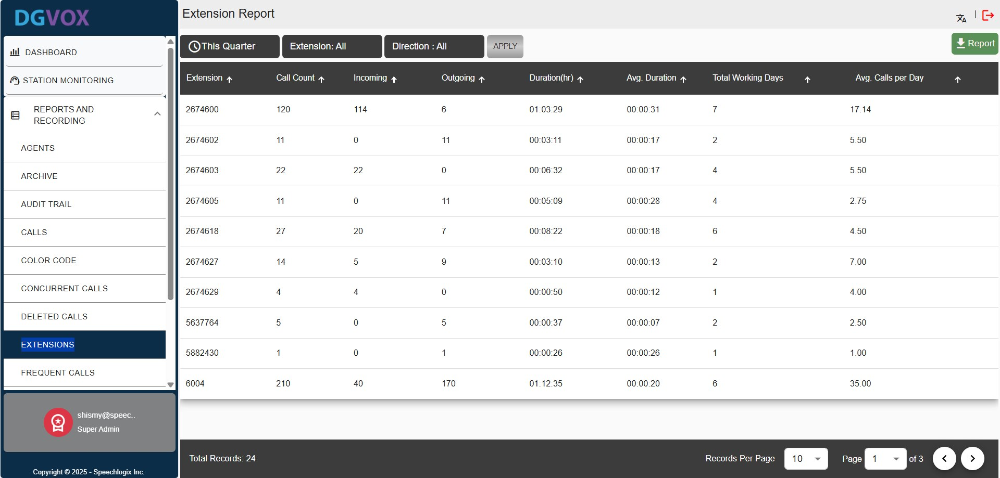 DGVOX
DASHBOARD
STATION MONITORING
REPORTS AND
RECORDING
AGENTS
ARCHIVE
AUDIT TRAIL
CALLS
COLOR CODE
CONCURRENT CALLS
DELETED CALLS
EXTENSIONS
FREQUENT CALLS
shismy@speec..
Super Admin
Copyright © 2025 - Speechlogix Inc.
Extension Report
This Quarter Extension: All Direction : All APPLY Report
Extension Call Count Incoming Outgoing Duration(hr) Avg. Duration Total Working Days Avg. Calls per Day
2674600 120 114 6 01:03:29 00:00:31 7 17.14
2674602 11 0 11 00:03:11 00:00:17 2 5.50
2674603 22 22 0 00:06:32 00:00:17 4 5.50
2674605 11 0 11 00:05:09 00:00:28 4 2.75
2674618 27 20 7 00:08:22 00:00:18 6 4.50
2674627 14 5 9 00:03:10 00:00:13 2 7.00
2674629 4 4 0 00:00:50 00:00:12 1 4.00
5637764 5 0 5 00:00:37 00:00:07 2 2.50
5882430 1 0 1 00:00:26 00:00:26 1 1.00
6004 210 40 170 01:12:35 00:00:20 6 35.00
Total Records: 24 Records Per Page 10 Page 1 of 3